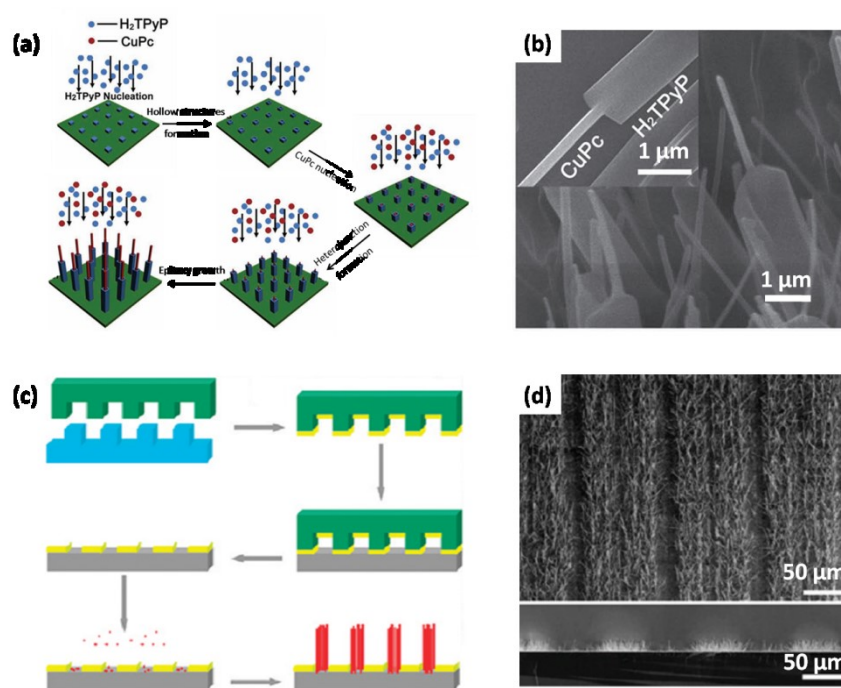 (a)
H₂TPyP
CuPc
H₂TPyP Nucleation
Hollow structures
formation
CuPc nucleation
Heterojunction
formation
Epitaxy growth
(b)
CuPc
H₂TPyP
1 μm
1 μm
(c)
(d)
50 μm
50 μm